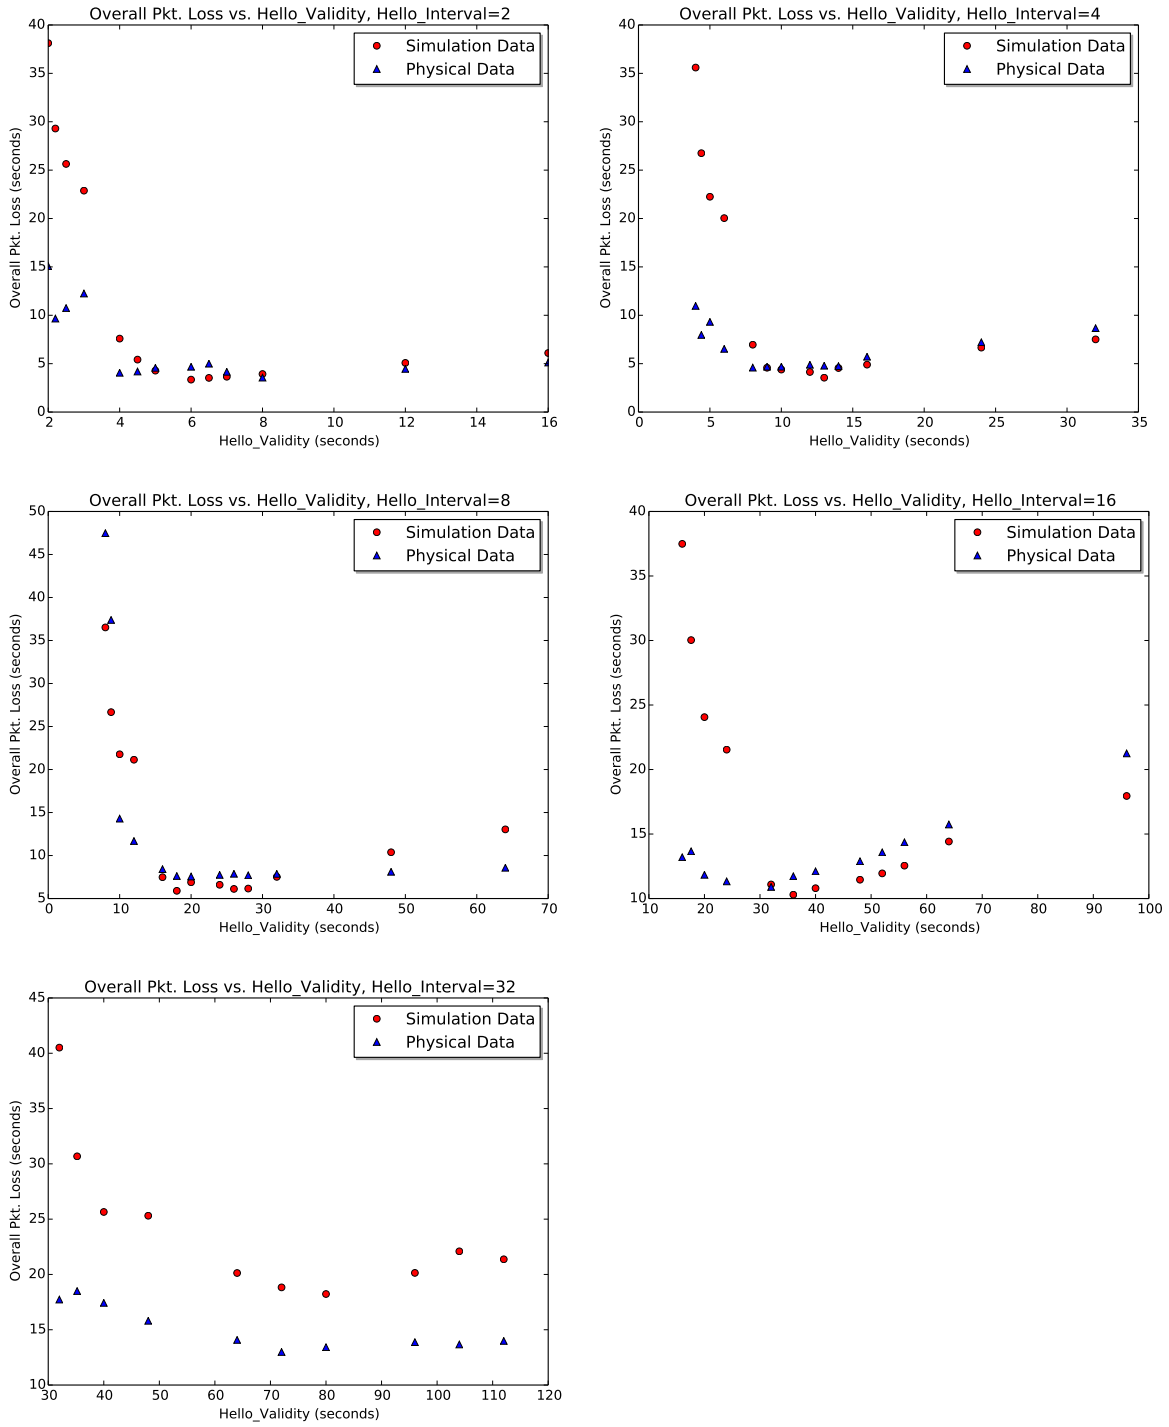 Overall Pkt. Loss vs. Hello_Validity, Hello_Interval=2
Simulation Data
Physical Data
Overall Pkt. Loss (seconds)
40
35
30
25
20
15
10
5
0
2 4 6 8 10 12 14 16
Hello_Validity (seconds)
Overall Pkt. Loss vs. Hello_Validity, Hello_Interval=4
Simulation Data
Physical Data
Overall Pkt. Loss (seconds)
40
35
30
25
20
15
10
5
0
0 5 10 15 20 25 30 35
Hello_Validity (seconds)
Overall Pkt. Loss vs. Hello_Validity, Hello_Interval=8
Simulation Data
Physical Data
Overall Pkt. Loss (seconds)
50
45
40
35
30
25
20
15
10
5
0 10 20 30 40 50 60 70
Hello_Validity (seconds)
Overall Pkt. Loss vs. Hello_Validity, Hello_Interval=16
Simulation Data
Physical Data
Overall Pkt. Loss (seconds)
40
35
30
25
20
15
10
10 20 30 40 50 60 70 80 90 100
Hello_Validity (seconds)
Overall Pkt. Loss vs. Hello_Validity, Hello_Interval=32
Simulation Data
Physical Data
Overall Pkt. Loss (seconds)
45
40
35
30
25
20
15
10
30 40 50 60 70 80 90 100 110 120
Hello_Validity (seconds)